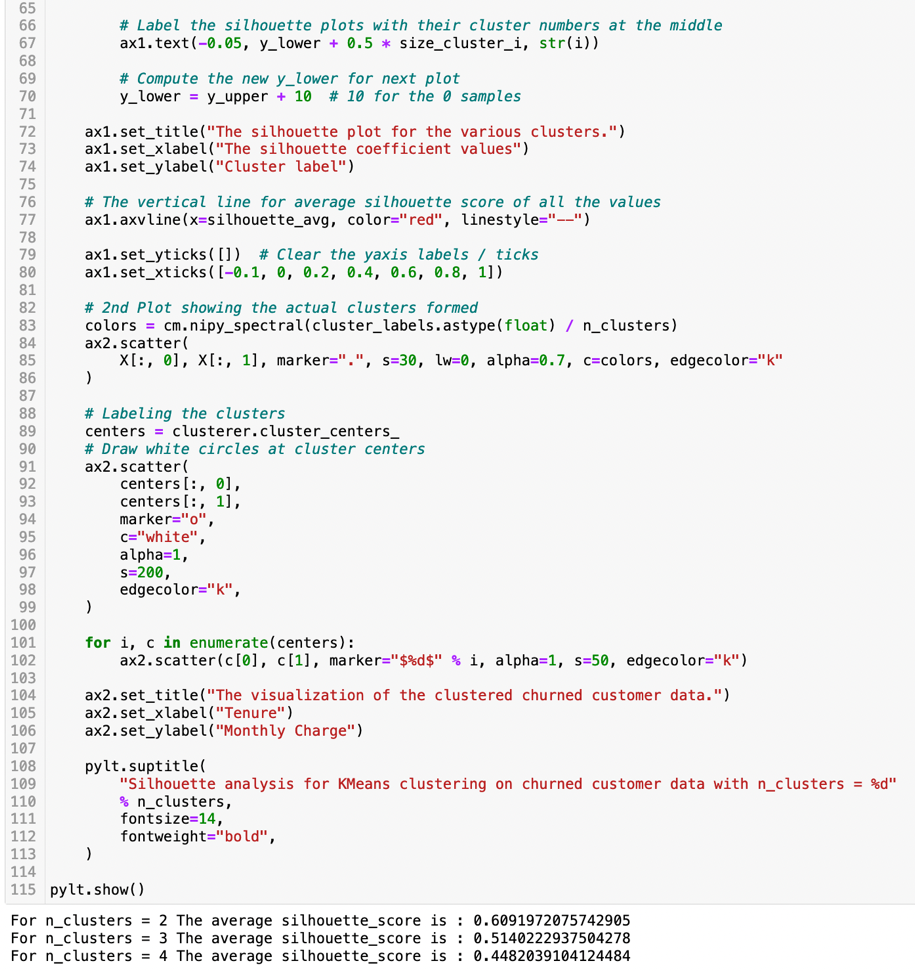 65
66         # Label the silhouette plots with their cluster numbers at the middle
67         ax1.text(-0.05, y_lower + 0.5 * size_cluster_i, str(i))
68
69         # Compute the new y_lower for next plot
70         y_lower = y_upper + 10  # 10 for the 0 samples
71
72     ax1.set_title("The silhouette plot for the various clusters.")
73     ax1.set_xlabel("The silhouette coefficient values")
74     ax1.set_ylabel("Cluster label")
75
76     # The vertical line for average silhouette score of all the values
77     ax1.axvline(x=silhouette_avg, color="red", linestyle="--")
78
79     ax1.set_yticks([])  # Clear the yaxis labels / ticks
80     ax1.set_xticks([-0.1, 0, 0.2, 0.4, 0.6, 0.8, 1])
81
82     # 2nd Plot showing the actual clusters formed
83     colors = cm.nipy_spectral(cluster_labels.astype(float) / n_clusters)
84     ax2.scatter(
85         X[:, 0], X[:, 1], marker=".", s=30, lw=0, alpha=0.7, c=colors, edgecolor="k"
86     )
87
88     # Labeling the clusters
89     centers = clusterer.cluster_centers_
90     # Draw white circles at cluster centers
91     ax2.scatter(
92         centers[:, 0],
93         centers[:, 1],
94         marker="o",
95         c="white",
96         alpha=1,
97         s=200,
98         edgecolor="k",
99     )
100
101     for i, c in enumerate(centers):
102         ax2.scatter(c[0], c[1], marker="$%d$" % i, alpha=1, s=50, edgecolor="k")
103
104     ax2.set_title("The visualization of the clustered churned customer data.")
105     ax2.set_xlabel("Tenure")
106     ax2.set_ylabel("Monthly Charge")
107
108     pylt.suptitle(
109         "Silhouette analysis for KMeans clustering on churned customer data with n_clusters = %d"
110         % n_clusters,
111         fontsize=14,
112         fontweight="bold",
113     )
114
115 pylt.show()
For n_clusters = 2 The average silhouette_score is : 0.6091972075742905
For n_clusters = 3 The average silhouette_score is : 0.5140222937504278
For n_clusters = 4 The average silhouette_score is : 0.4482039104124484